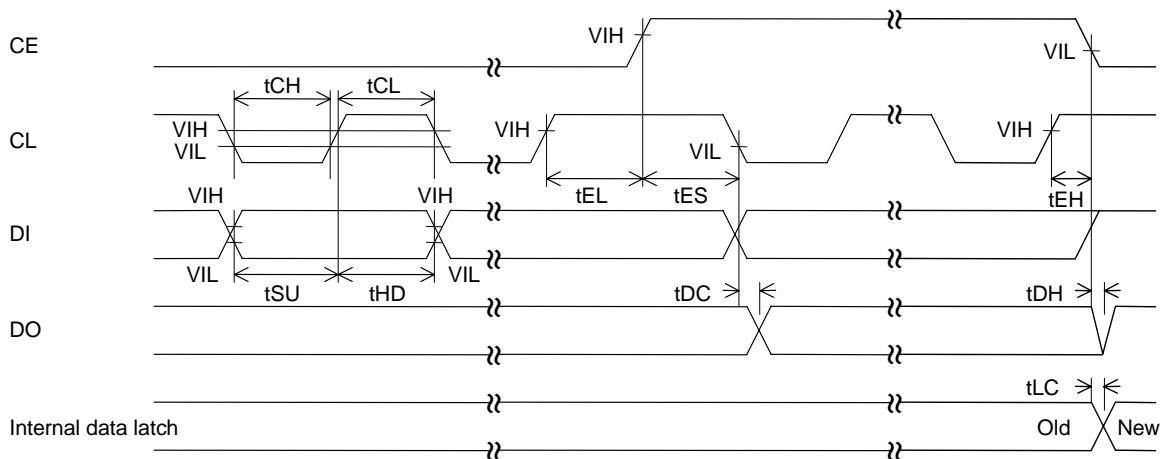 CE
VIH
VIL
tCH
tCL
CL
VIH
VIL
VIH
VIL
VIH
tEL
tES
tEH
DI
VIH
VIH
VIL
VIL
tSU
tHD
DO
tDC
tDH
tLC
Internal data latch
Old
New